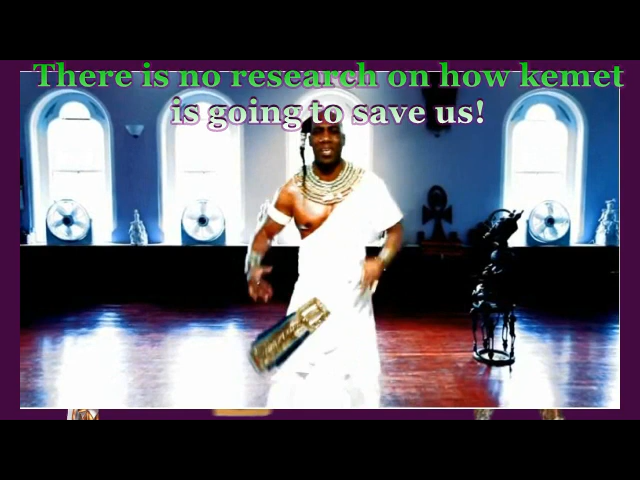 There is no research on how kemet
is going to save us!